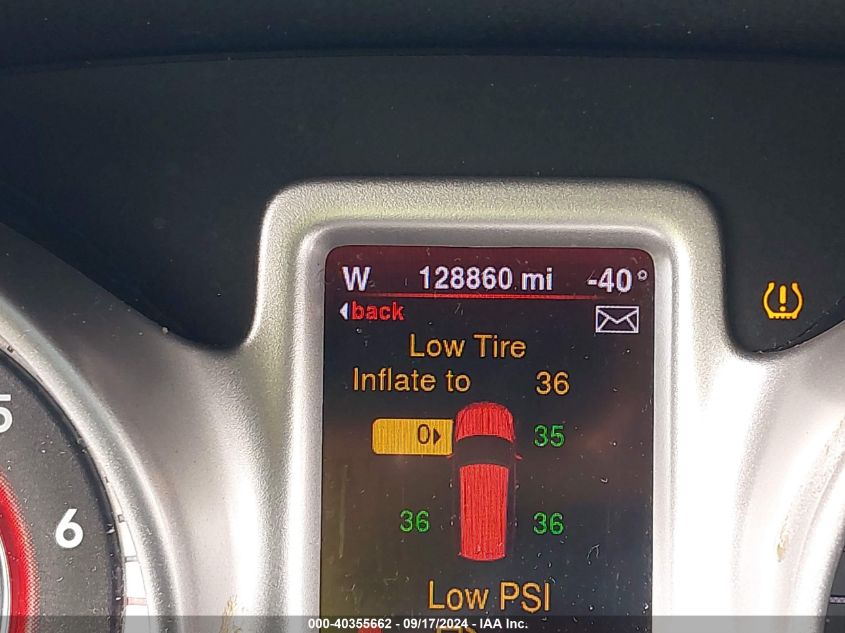 W 128860 mi -40°
back
Low Tire
Inflate to 36
0 35
36 36
Low PSI
5
6
000-40355662 - 09/17/2024 - IAA Inc.